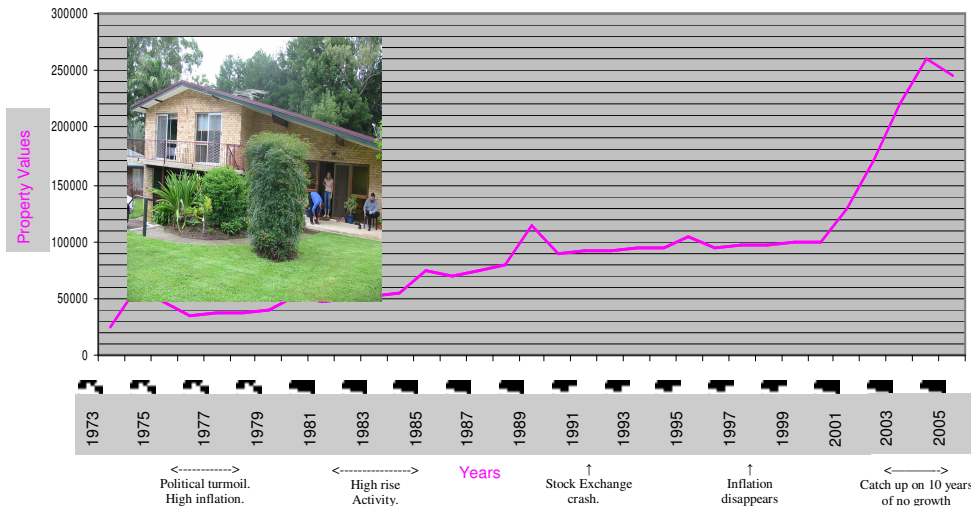 300000
250000
200000
150000
100000
50000
0
Property Values
1973
1975
1977
1979
1981
1983
1985
1987
1989
1991
1993
1995
1997
1999
2001
2003
2005
Years
<------------>
Political turmoil.
High inflation.
<--------------->
High rise
Activity.
↑
Stock Exchange
crash.
↑
Inflation
disappears
<———->
Catch up on 10 years
of no growth